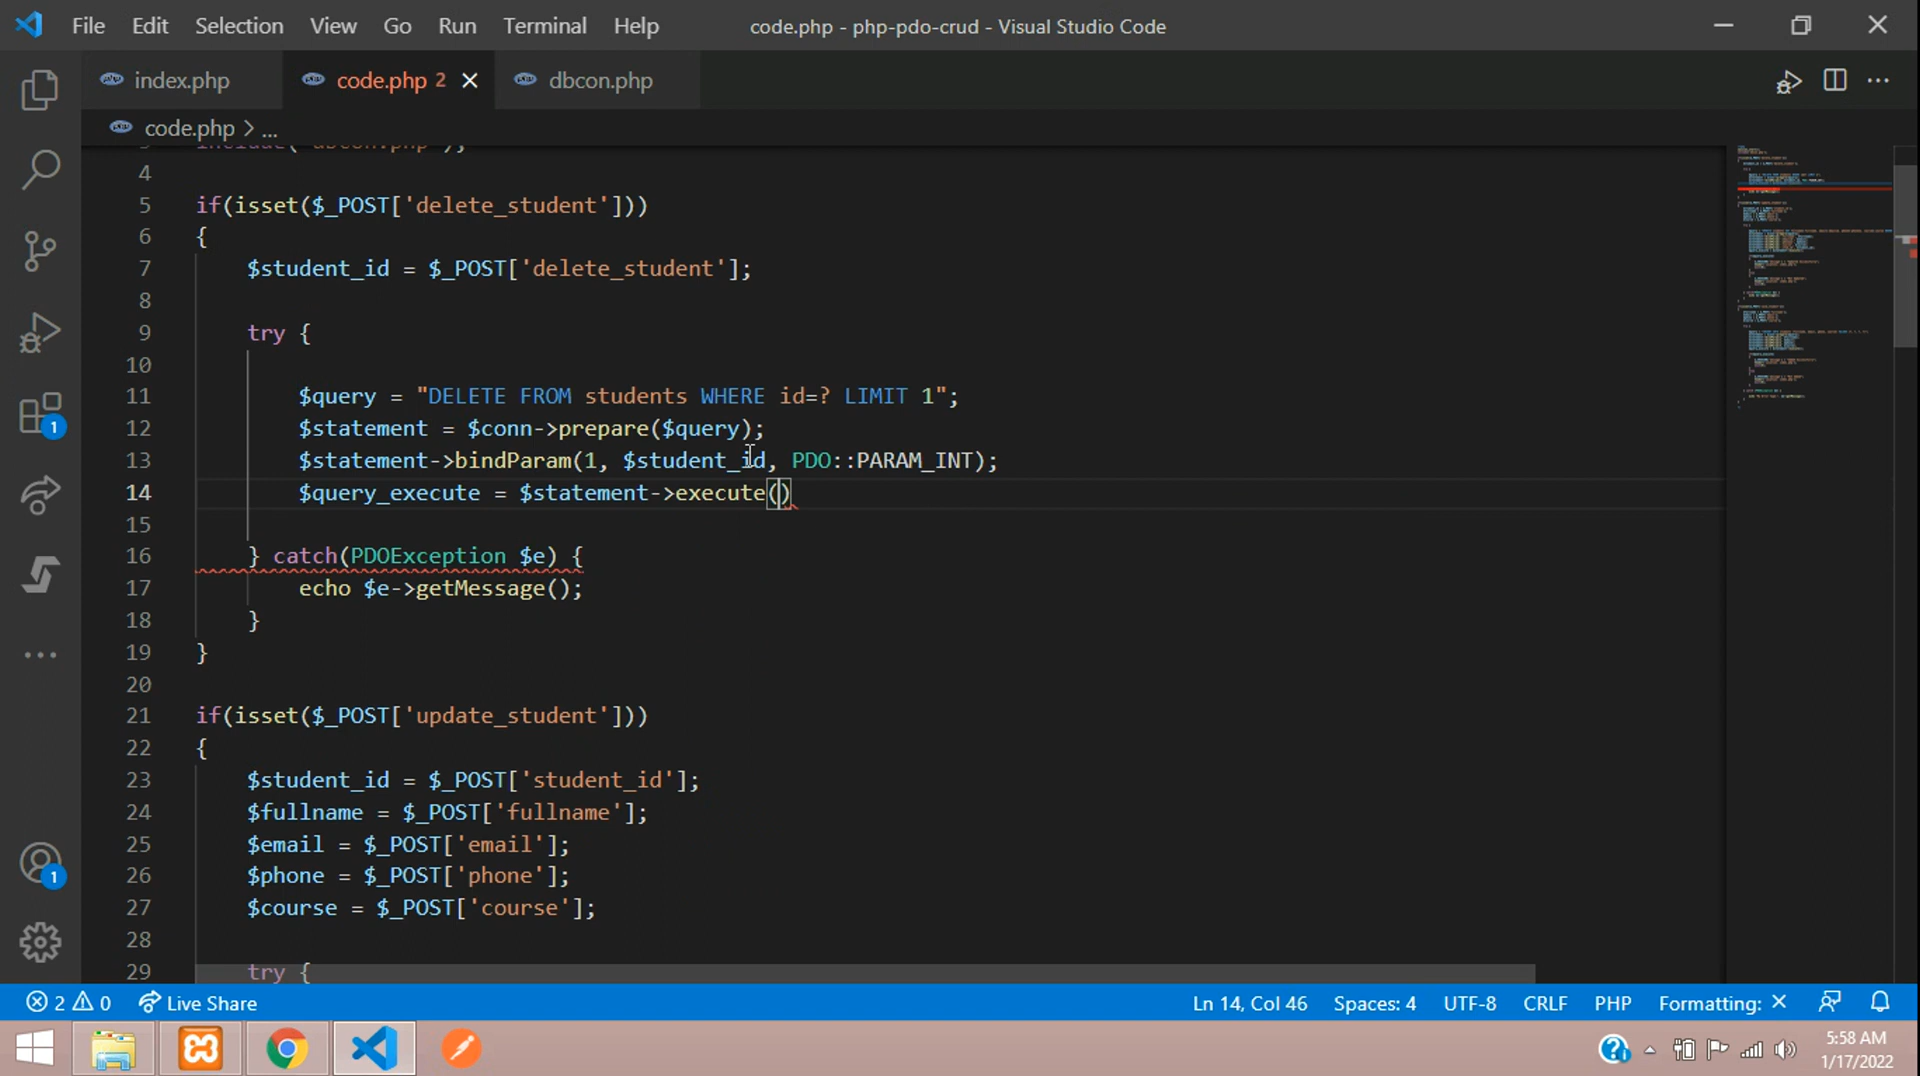 File Edit Selection View Go Run Terminal Help code.php - php-pdo-crud - Visual Studio Code
index.php code.php 2 dbcon.php
code.php > ...
4
5 if(isset($_POST['delete_student']))
6 {
7 $student_id = $_POST['delete_student'];
8
9 try {
10
11 $query = "DELETE FROM students WHERE id=? LIMIT 1";
12 $statement = $conn->prepare($query);
13 $statement->bindParam(1, $student_id, PDO::PARAM_INT);
14 $query_execute = $statement->execute()
15
16 } catch(PDOException $e) {
17 echo $e->getMessage();
18 }
19 }
20
21 if(isset($_POST['update_student']))
22 {
23 $student_id = $_POST['student_id'];
24 $fullname = $_POST['fullname'];
25 $email = $_POST['email'];
26 $phone = $_POST['phone'];
27 $course = $_POST['course'];
28
29 try {
1
1
2 0 Live Share Ln 14, Col 46 Spaces: 4 UTF-8 CRLF PHP Formatting: ×
5:58 AM
1/17/2022